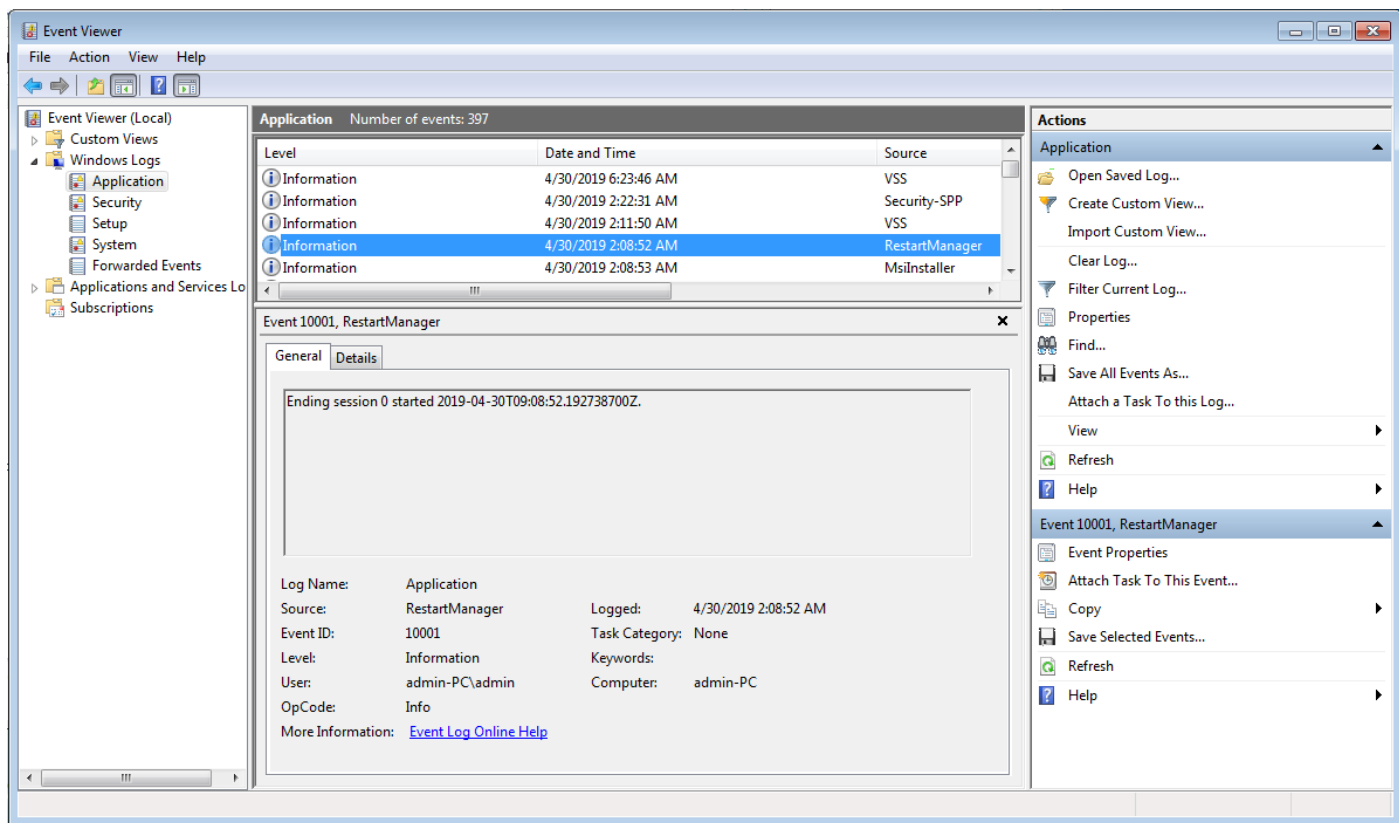 Event Viewer
File Action View Help
Event Viewer (Local)
Custom Views
Windows Logs
Application
Security
Setup
System
Forwarded Events
Applications and Services Lo
Subscriptions
Application Number of events: 397
Level Date and Time Source
Information 4/30/2019 6:23:46 AM VSS
Information 4/30/2019 2:22:31 AM Security-SPP
Information 4/30/2019 2:11:50 AM VSS
Information 4/30/2019 2:08:52 AM RestartManager
Information 4/30/2019 2:08:53 AM MsiInstaller
Event 10001, RestartManager
General Details
Ending session 0 started 2019-04-30T09:08:52.192738700Z.
Log Name: Application
Source: RestartManager Logged: 4/30/2019 2:08:52 AM
Event ID: 10001 Task Category: None
Level: Information Keywords:
User: admin-PC\admin Computer: admin-PC
OpCode: Info
More Information: Event Log Online Help
Actions
Application
Open Saved Log...
Create Custom View...
Import Custom View...
Clear Log...
Filter Current Log...
Properties
Find...
Save All Events As...
Attach a Task To this Log...
View
Refresh
Help
Event 10001, RestartManager
Event Properties
Attach Task To This Event...
Copy
Save Selected Events...
Refresh
Help